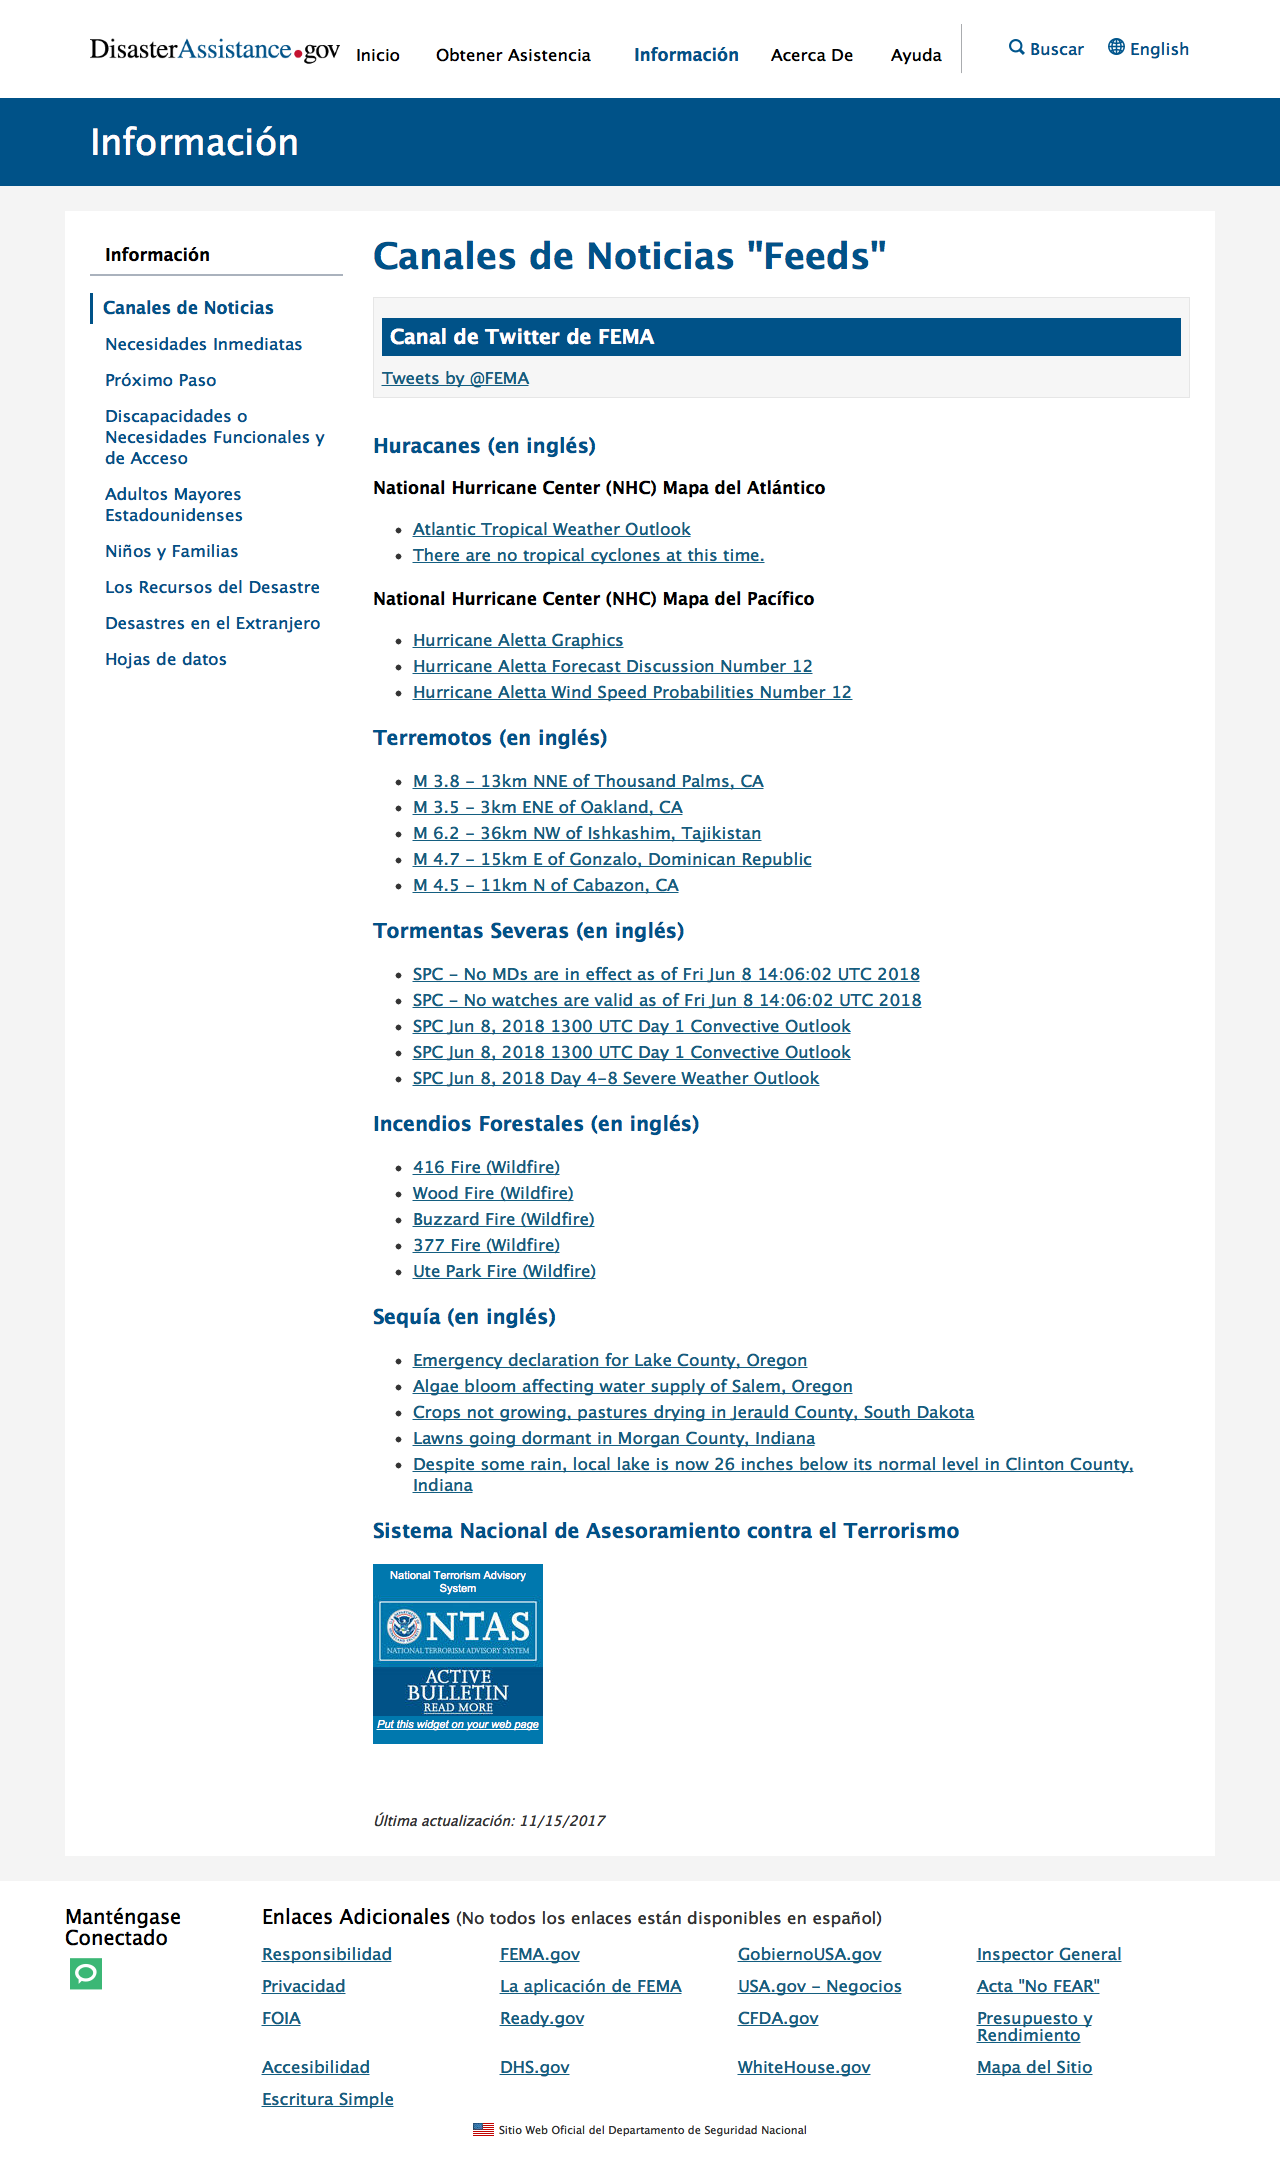 DisasterAssistance.gov
Inicio
Obtener Asistencia
Información
Acerca De
Ayuda
Buscar
English
Información
Información
Canales de Noticias
Necesidades Inmediatas
Próximo Paso
Discapacidades o
Necesidades Funcionales y
de Acceso
Adultos Mayores
Estadounidenses
Niños y Familias
Los Recursos del Desastre
Desastres en el Extranjero
Hojas de datos
Canales de Noticias "Feeds"
Canal de Twitter de FEMA
Tweets by @FEMA
Huracanes (en inglés)
National Hurricane Center (NHC) Mapa del Atlántico
Atlantic Tropical Weather Outlook
There are no tropical cyclones at this time.
National Hurricane Center (NHC) Mapa del Pacífico
Hurricane Aletta Graphics
Hurricane Aletta Forecast Discussion Number 12
Hurricane Aletta Wind Speed Probabilities Number 12
Terremotos (en inglés)
M 3.8 - 13km NNE of Thousand Palms, CA
M 3.5 - 3km ENE of Oakland, CA
M 6.2 - 36km NW of Ishkashim, Tajikistan
M 4.7 - 15km E of Gonzalo, Dominican Republic
M 4.5 - 11km N of Cabazon, CA
Tormentas Severas (en inglés)
SPC - No MDs are in effect as of Fri Jun 8 14:06:02 UTC 2018
SPC - No watches are valid as of Fri Jun 8 14:06:02 UTC 2018
SPC Jun 8, 2018 1300 UTC Day 1 Convective Outlook
SPC Jun 8, 2018 1300 UTC Day 1 Convective Outlook
SPC Jun 8, 2018 Day 4-8 Severe Weather Outlook
Incendios Forestales (en inglés)
416 Fire (Wildfire)
Wood Fire (Wildfire)
Buzzard Fire (Wildfire)
377 Fire (Wildfire)
Ute Park Fire (Wildfire)
Sequía (en inglés)
Emergency declaration for Lake County, Oregon
Algae bloom affecting water supply of Salem, Oregon
Crops not growing, pastures drying in Jerauld County, South Dakota
Lawns going dormant in Morgan County, Indiana
Despite some rain, local lake is now 26 inches below its normal level in Clinton County,
Indiana
Sistema Nacional de Asesoramiento contra el Terrorismo
National Terrorism Advisory
System
NTAS
NATIONAL TERRORISM ADVISORY SYSTEM
ACTIVE
BULLETIN
READ MORE
Put this widget on your web page
Última actualización: 11/15/2017
Manténgase
Conectado
Enlaces Adicionales (No todos los enlaces están disponibles en español)
Responsibilidad
FEMA.gov
GobiernoUSA.gov
Inspector General
Privacidad
La aplicación de FEMA
USA.gov - Negocios
Acta "No FEAR"
FOIA
Ready.gov
CFDA.gov
Presupuesto y
Rendimiento
Accesibilidad
DHS.gov
WhiteHouse.gov
Mapa del Sitio
Escritura Simple
Sitio Web Oficial del Departamento de Seguridad Nacional